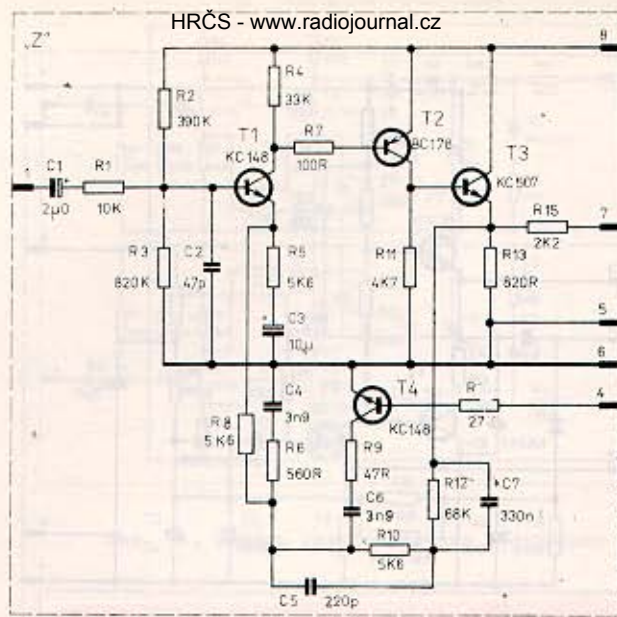 HRČS - www.radiojournal.cz
„Z"
8
R4
33K
R2
390K
T1
KC148
R7
100R
T2
BC178
T3
KC507
1
C1
2µ0
R1
10K
R15
2K2
7
R3
820K
C2
47p
R5
5K6
R11
4K7
R13
820R
C3
10µ
5
6
C4
3n9
T4
KC148
4
27
R8
5K6
R6
560R
R9
47R
C6
3n9
R12
68K
C7
330n
R10
5K6
C5
220p